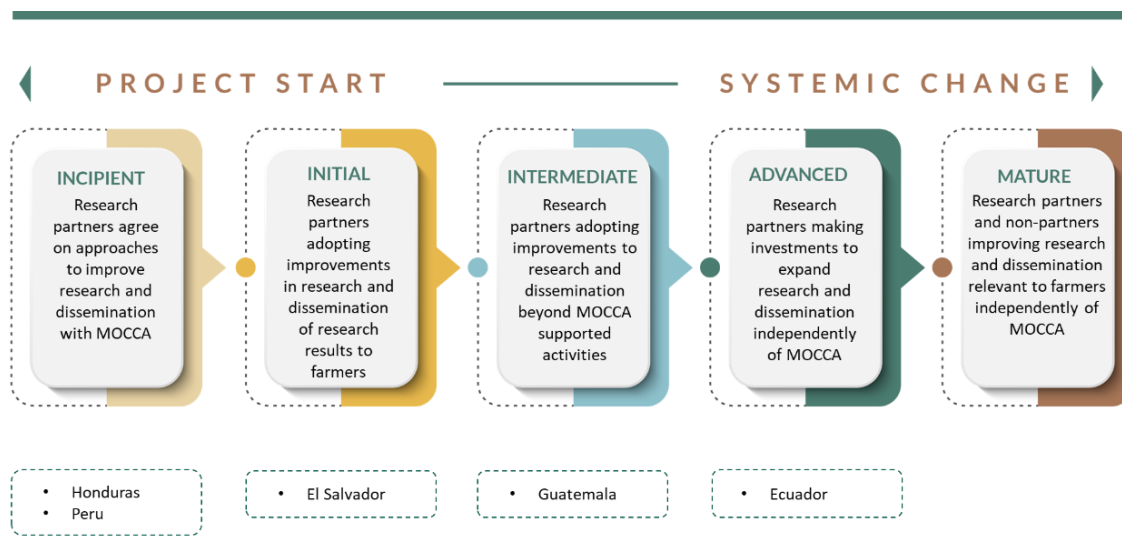 PROJECT START
SYSTEMIC CHANGE
INCIPIENT
Research
partners agree
on approaches
to improve
research and
dissemination
with MOCCA
INITIAL
Research
partners
adopting
improvements
in research and
dissemination
of research
results to
farmers
INTERMEDIATE
Research
partners adopting
improvements to
research and
dissemination
beyond MOCCA
supported
activities
ADVANCED
Research
partners making
investments to
expand
research and
dissemination
independently
of MOCCA
MATURE
Research partners
and non-partners
improving research
and dissemination
relevant to farmers
independently of
MOCCA
• Honduras
• Peru
• El Salvador
• Guatemala
• Ecuador